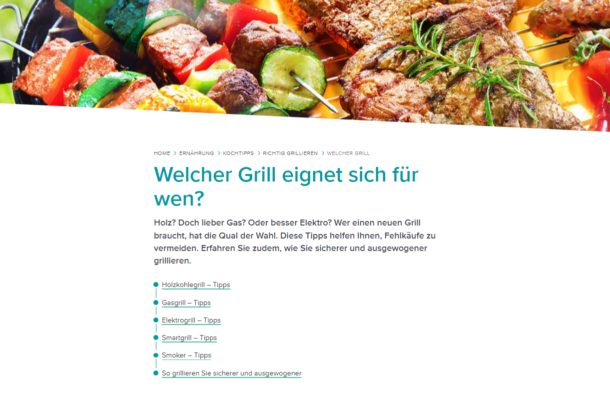 HOME > ERNÄHRUNG > KOCHTIPPS > RICHTIG GRILLIEREN > WELCHER GRILL
Welcher Grill eignet sich für
wen?
Holz? Doch lieber Gas? Oder besser Elektro? Wer einen neuen Grill
braucht, hat die Qual der Wahl. Diese Tipps helfen Ihnen, Fehlkäufe zu
vermeiden. Erfahren Sie zudem, wie Sie sicherer und ausgewogener
grillieren.
Holzkohlegrill – Tipps
Gasgrill – Tipps
Elektrogrill – Tipps
Smartgrill – Tipps
Smoker – Tipps
So grillieren Sie sicherer und ausgewogener